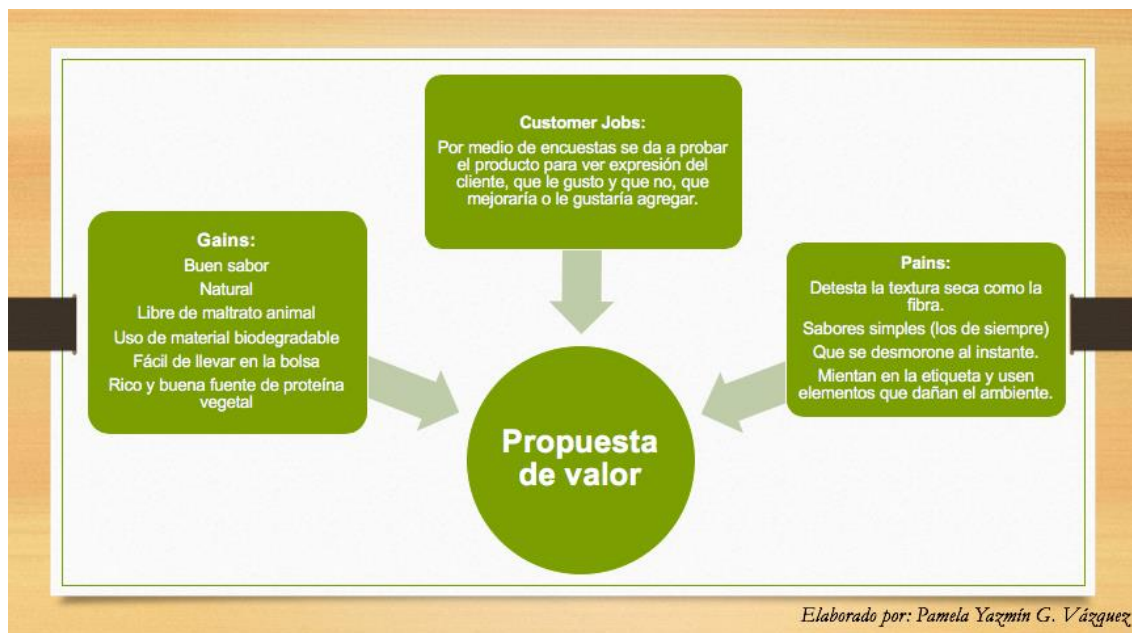 Customer Jobs:
Por medio de encuestas se da a probar
el producto para ver expresión del
cliente, que le gusto y que no, que
mejoraría o le gustaría agregar.
Gains:
Buen sabor
Natural
Libre de maltrato animal
Uso de material biodegradable
Fácil de llevar en la bolsa
Rico y buena fuente de proteína
vegetal
Pains:
Detesta la textura seca como la
fibra.
Sabores simples (los de siempre)
Que se desmorone al instante.
Mientan en la etiqueta y usen
elementos que dañan el ambiente.
Propuesta
de valor
Elaborado por: Pamela Yazmín G. Vázquez